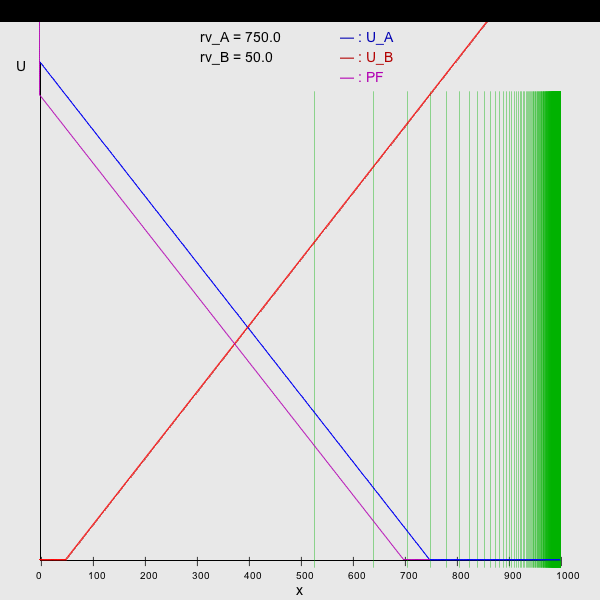 rv_A = 750.0 — : U_A
rv_B = 50.0 — : U_B
— : PF
U
0 100 200 300 400 500 600 700 800 900 1000
x